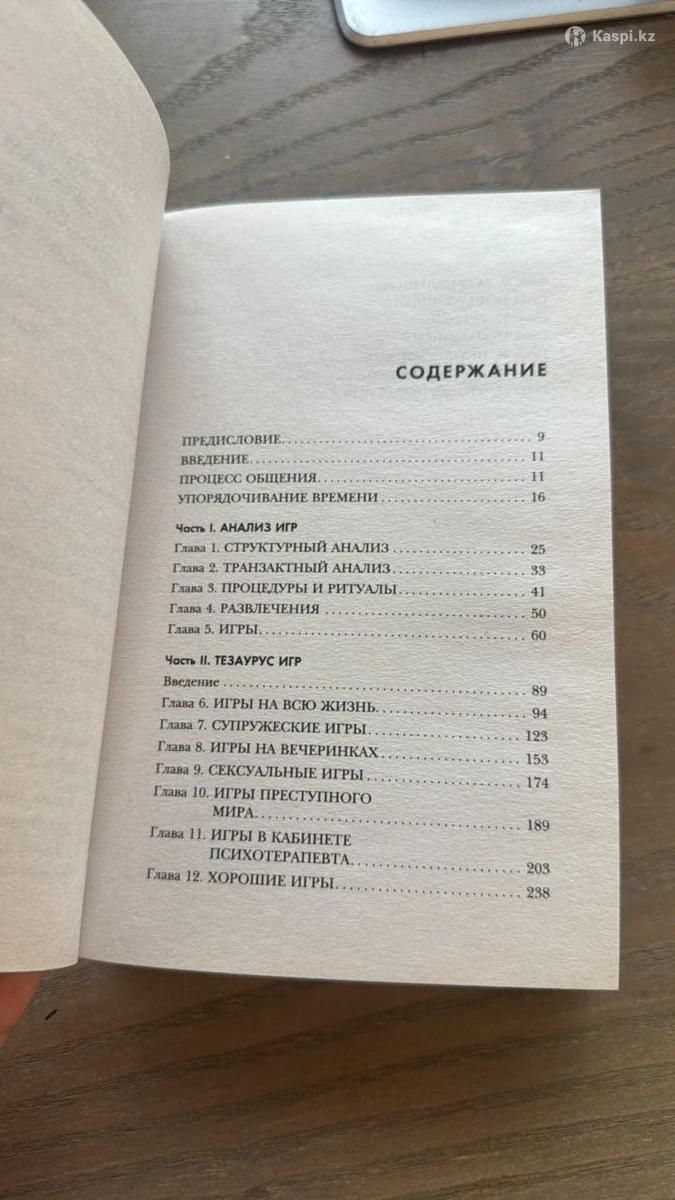 Kaspi.kz
СОДЕРЖАНИЕ
ПРЕДИСЛОВИЕ. 9
ВВЕДЕНИЕ. 11
ПРОЦЕСС ОБЩЕНИЯ. 11
УПОРЯДОЧИВАНИЕ ВРЕМЕНИ 16
Часть I. АНАЛИЗ ИГР
Глава 1. СТРУКТУРНЫЙ АНАЛИЗ 25
Глава 2. ТРАНЗАКТНЫЙ АНАЛИЗ 33
Глава 3. ПРОЦЕДУРЫ И РИТУАЛЫ 41
Глава 4. РАЗВЛЕЧЕНИЯ 50
Глава 5. ИГРЫ. 60
Часть II. ТЕЗАУРУС ИГР
Введение 89
Глава 6. ИГРЫ НА ВСЮ ЖИЗНЬ. 94
Глава 7. СУПРУЖЕСКИЕ ИГРЫ. 123
Глава 8. ИГРЫ НА ВЕЧЕРИНКАХ. 153
Глава 9. СЕКСУАЛЬНЫЕ ИГРЫ 174
Глава 10. ИГРЫ ПРЕСТУПНОГО
МИРА. 189
Глава 11. ИГРЫ В КАБИНЕТЕ
ПСИХОТЕРАПЕВТА. 203
Глава 12. ХОРОШИЕ ИГРЫ. 238